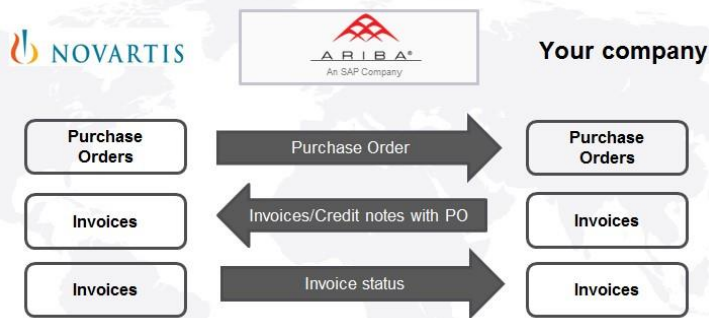 NOVARTIS
ARIBA®
An SAP Company
Your company
Purchase
Orders
Purchase Order
Purchase
Orders
Invoices
Invoices/Credit notes with PO
Invoices
Invoices
Invoice status
Invoices